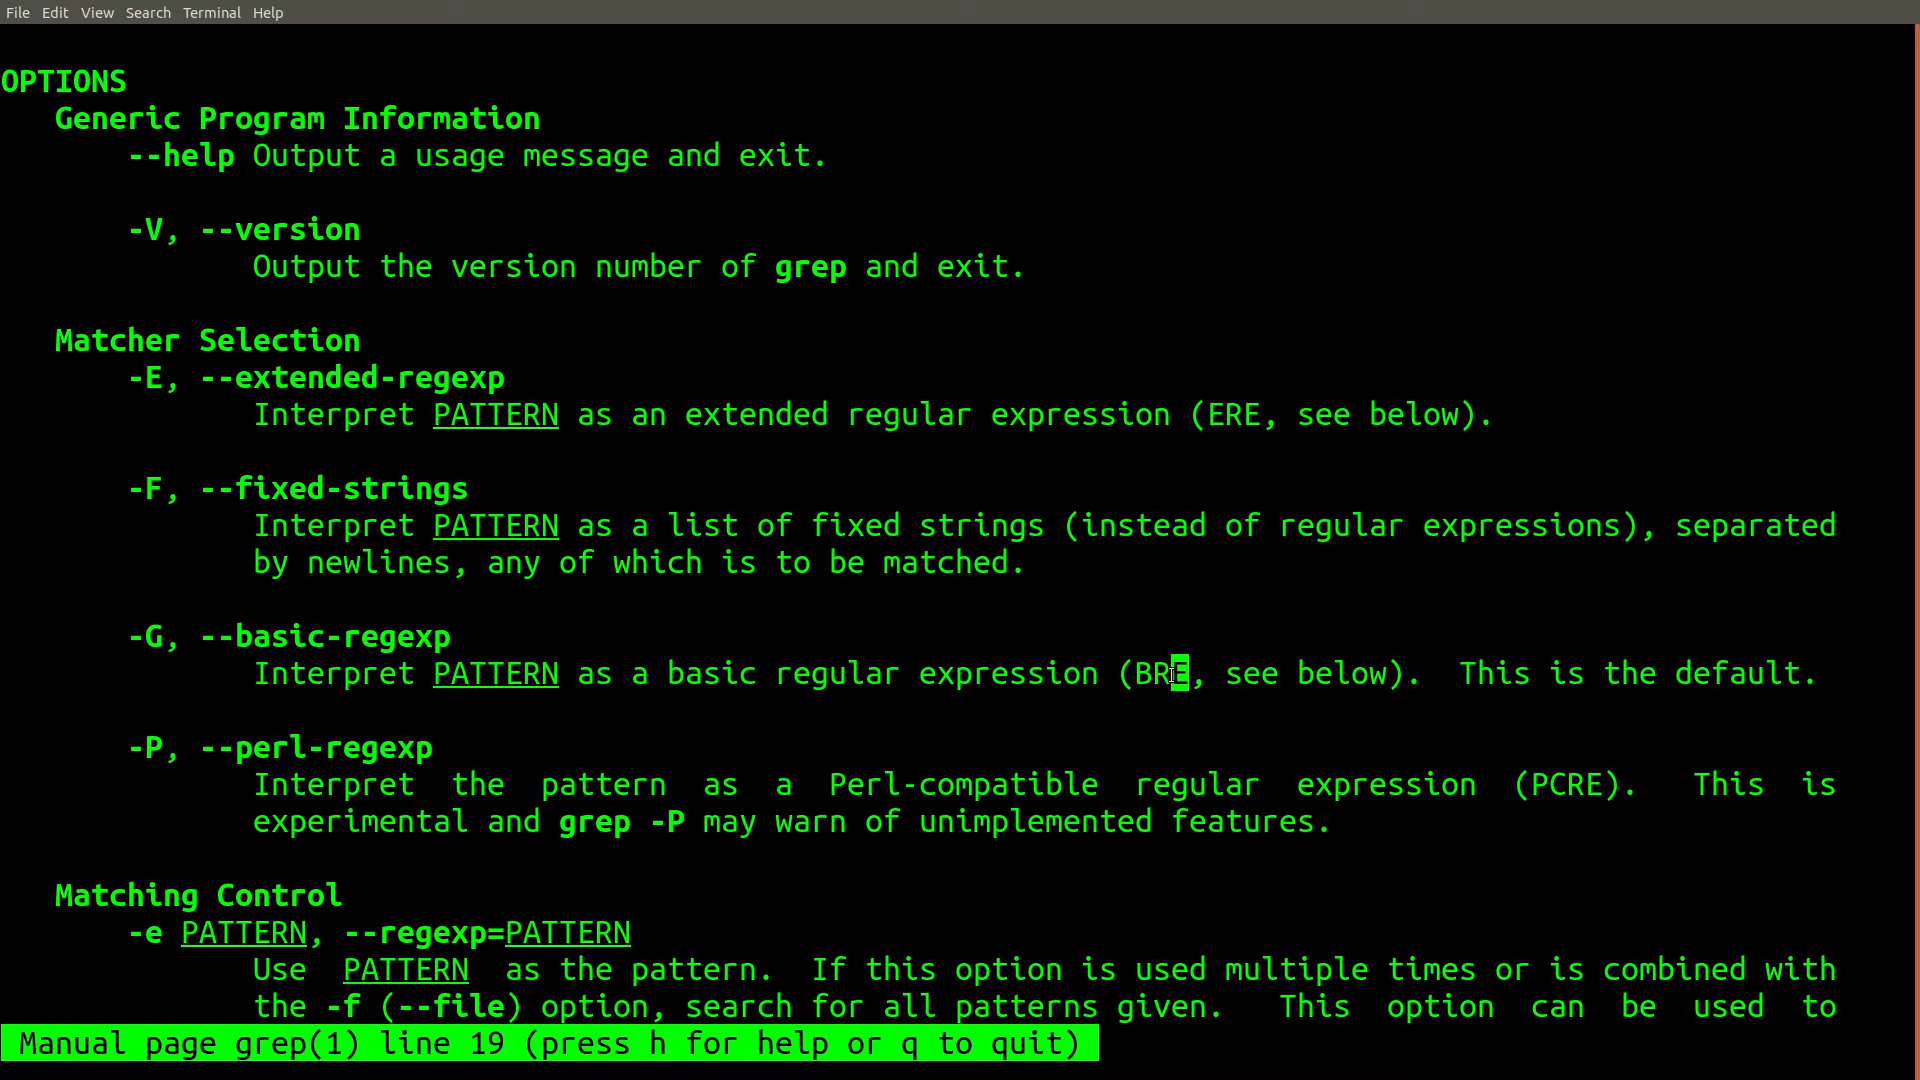 File Edit View Search Terminal Help
OPTIONS
Generic Program Information
--help Output a usage message and exit.
-V, --version
Output the version number of grep and exit.
Matcher Selection
-E, --extended-regexp
Interpret PATTERN as an extended regular expression (ERE, see below).
-F, --fixed-strings
Interpret PATTERN as a list of fixed strings (instead of regular expressions), separated
by newlines, any of which is to be matched.
-G, --basic-regexp
Interpret PATTERN as a basic regular expression (BRE, see below).  This is the default.
-P, --perl-regexp
Interpret the pattern as a Perl-compatible regular expression (PCRE).  This is
experimental and grep -P may warn of unimplemented features.
Matching Control
-e PATTERN, --regexp=PATTERN
Use PATTERN as the pattern.  If this option is used multiple times or is combined with
the -f (--file) option, search for all patterns given.  This option can be used to
Manual page grep(1) line 19 (press h for help or q to quit)